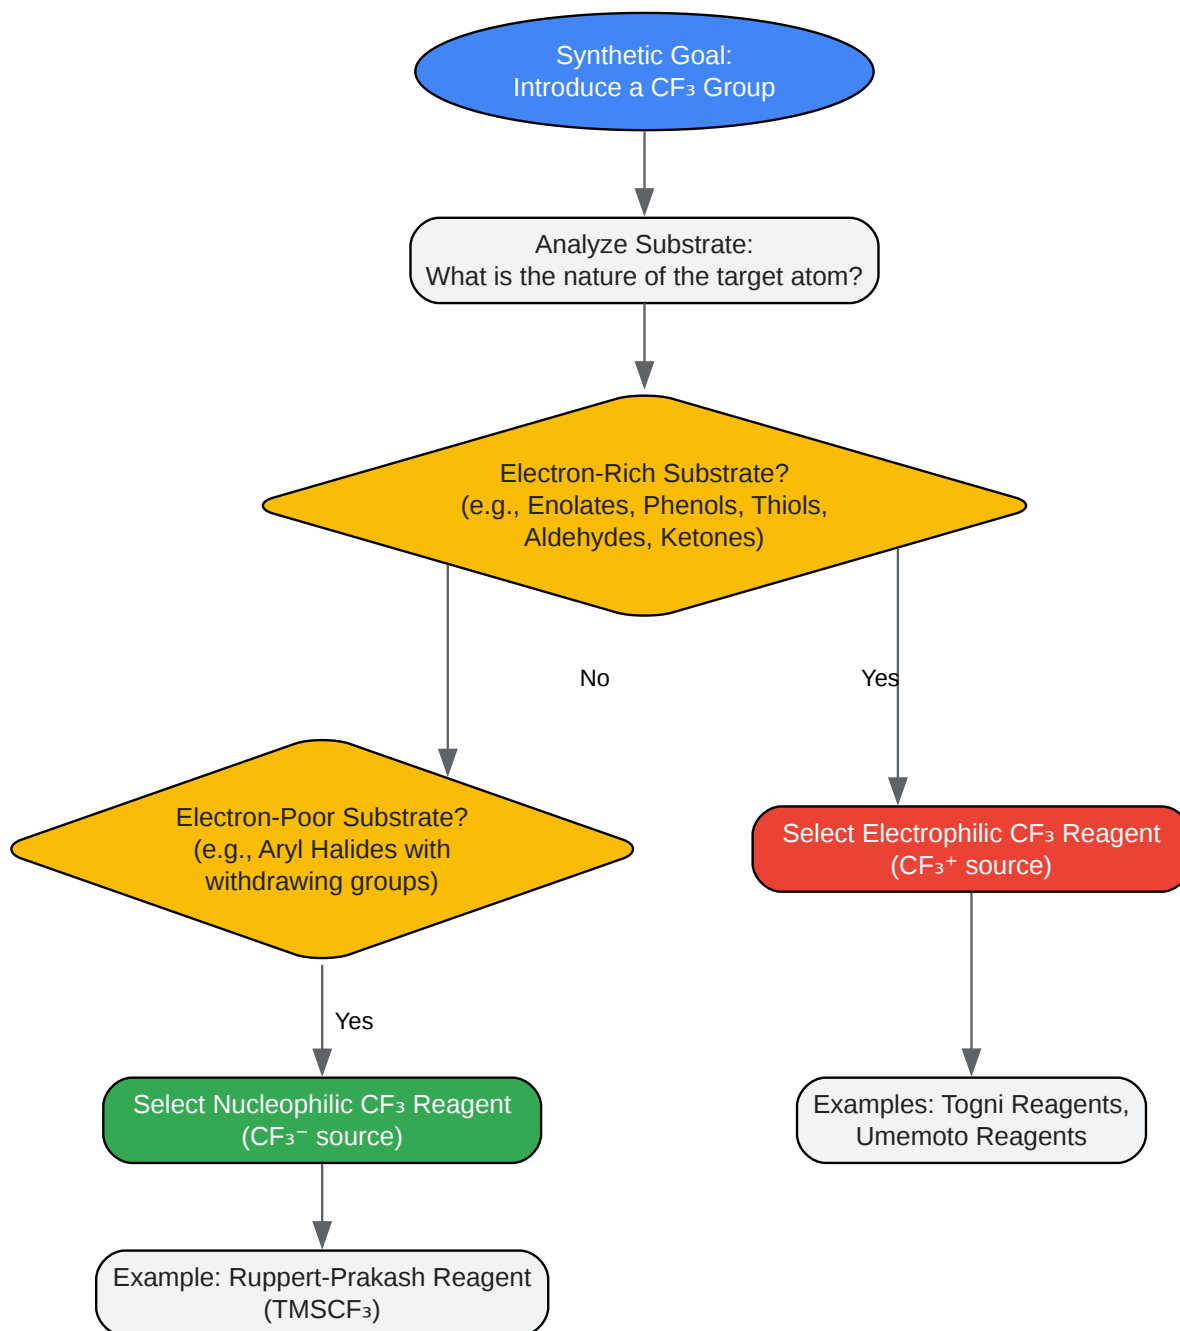 Synthetic Goal:
Introduce a CF₃ Group
Analyze Substrate:
What is the nature of the target atom?
Electron-Rich Substrate?
(e.g., Enolates, Phenols, Thiols,
Aldehydes, Ketones)
No
Yes
Electron-Poor Substrate?
(e.g., Aryl Halides with
withdrawing groups)
Select Electrophilic CF₃ Reagent
(CF₃⁺ source)
Yes
Select Nucleophilic CF₃ Reagent
(CF₃⁻ source)
Examples: Togni Reagents,
Umemoto Reagents
Example: Ruppert-Prakash Reagent
(TMSCF₃)